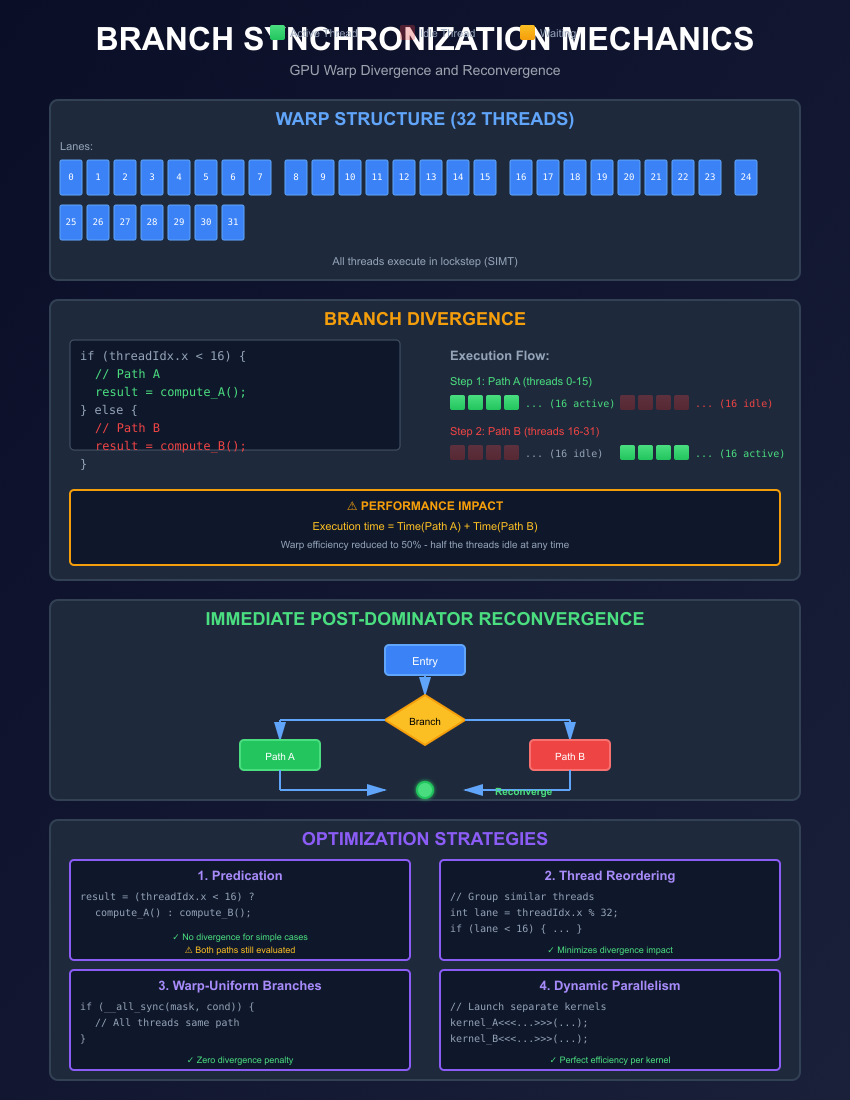 BRANCH SYNCHRONIZATION MECHANICS
Active Thread
Idle Thread
Waiting
GPU Warp Divergence and Reconvergence
WARP STRUCTURE (32 THREADS)
Lanes:
0 1 2 3 4 5 6 7 8 9 10 11 12 13 14 15 16 17 18 19 20 21 22 23 24
25 26 27 28 29 30 31
All threads execute in lockstep (SIMT)
BRANCH DIVERGENCE
if (threadIdx.x < 16) {
// Path A
result = compute_A();
} else {
// Path B
result = compute_B();
}
Execution Flow:
Step 1: Path A (threads 0-15)
... (16 active) ... (16 idle)
Step 2: Path B (threads 16-31)
... (16 idle) ... (16 active)
⚠ PERFORMANCE IMPACT
Execution time = Time(Path A) + Time(Path B)
Warp efficiency reduced to 50% - half the threads idle at any time
IMMEDIATE POST-DOMINATOR RECONVERGENCE
Entry
Branch
Path A
Path B
Reconverge
OPTIMIZATION STRATEGIES
1. Predication
result = (threadIdx.x < 16) ?
compute_A() : compute_B();
✓ No divergence for simple cases
⚠ Both paths still evaluated
2. Thread Reordering
// Group similar threads
int lane = threadIdx.x % 32;
if (lane < 16) { ... }
✓ Minimizes divergence impact
3. Warp-Uniform Branches
if (__all_sync(mask, cond)) {
// All threads same path
}
✓ Zero divergence penalty
4. Dynamic Parallelism
// Launch separate kernels
kernel_A<<<...>>>(...);
kernel_B<<<...>>>(...);
✓ Perfect efficiency per kernel